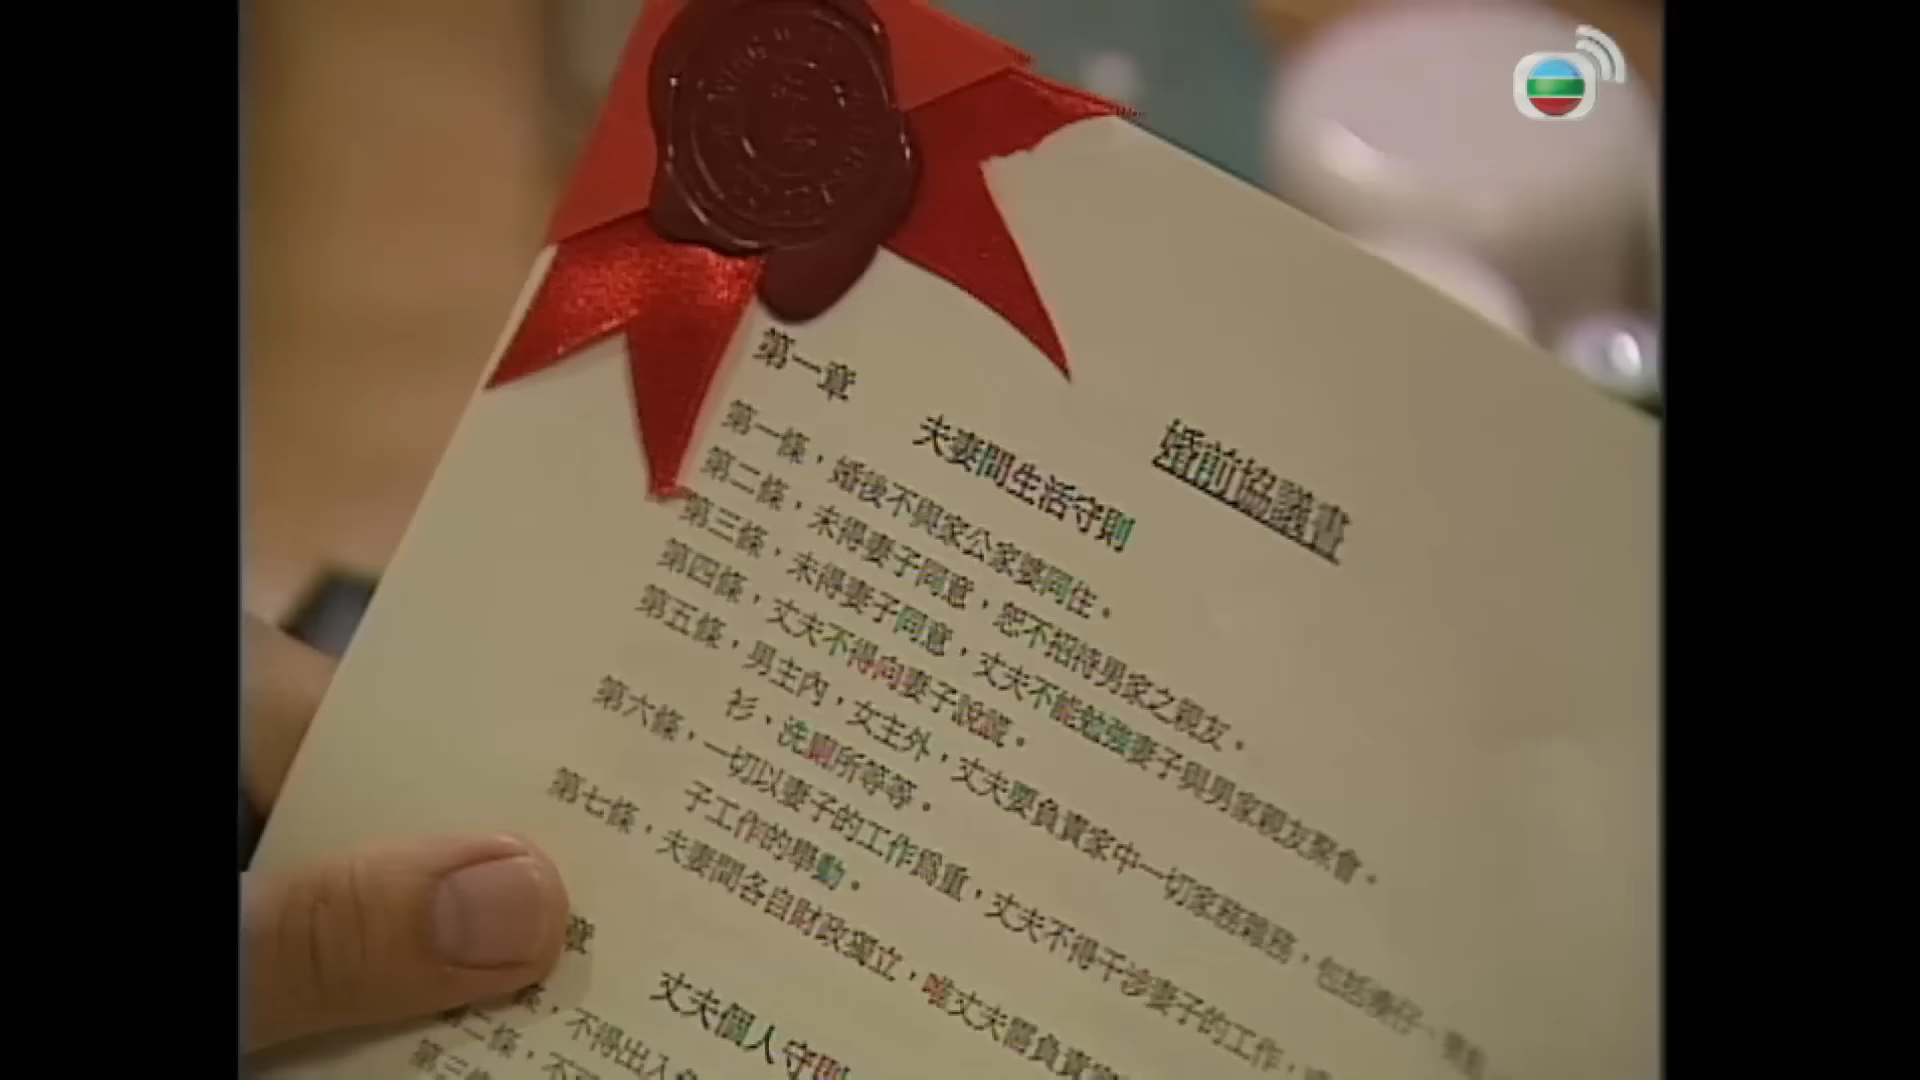 婚前協議書
第一章
夫妻間生活守則
第一條，婚後不與家公家婆同住。
第二條，未得妻子同意，恕不招待男家之親友。
第三條，未得妻子同意，丈夫不能勉強妻子與男家親友聚會。
第四條，丈夫不得向妻子說謊。
第五條，男主內，女主外，丈夫要負責家中一切家務雜務，包括湊仔、
衫、洗廁所等等。
第六條，一切以妻子的工作為重，丈夫不得干涉妻子的工作，
子工作的舉動。
第七條，夫妻間各自財政獨立，唯丈夫需負責
章
丈夫個人守則
條，不得出入
第二條，不可
第三條